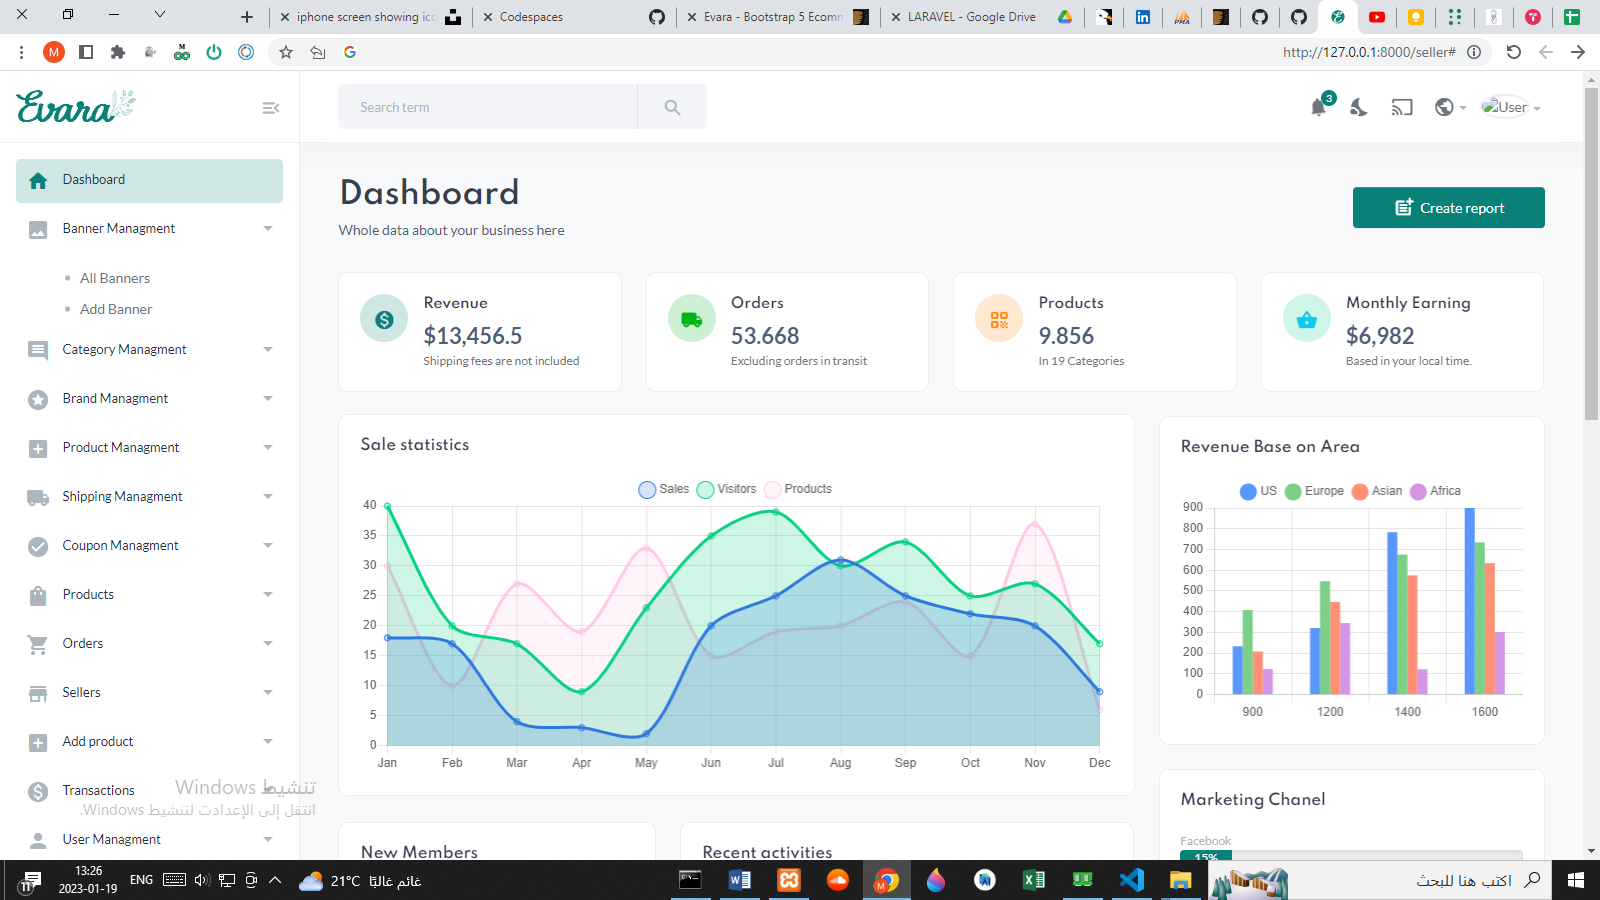 iphone screen showing ico
Codespaces
Evara - Bootstrap 5 Ecomm
LARAVEL - Google Drive
M
http://127.0.0.1:8000/seller#
Evara
Search term
3
User
Dashboard
Banner Managment
All Banners
Add Banner
Category Managment
Brand Managment
Product Managment
Shipping Managment
Coupon Managment
Products
Orders
Sellers
Add product
Transactions
User Managment
Dashboard
Whole data about your business here
Create report
Revenue
$13,456.5
Shipping fees are not included
Orders
53.668
Excluding orders in transit
Products
9.856
In 19 Categories
Monthly Earning
$6,982
Based in your local time.
Sale statistics
Sales Visitors Products
40
35
30
25
20
15
10
5
0
Jan Feb Mar Apr May Jun Jul Aug Sep Oct Nov Dec
Revenue Base on Area
US Europe Asian Africa
900
800
700
600
500
400
300
200
100
0
900 1200 1400 1600
Marketing Chanel
Facebook
15%
New Members
Recent activities
تنشيط Windows
انتقل إلى الإعدادت لتنشيط Windows.
11
13:26
2023-01-19
ENG
21°C غائم غالبًا
اكتب هنا للبحث